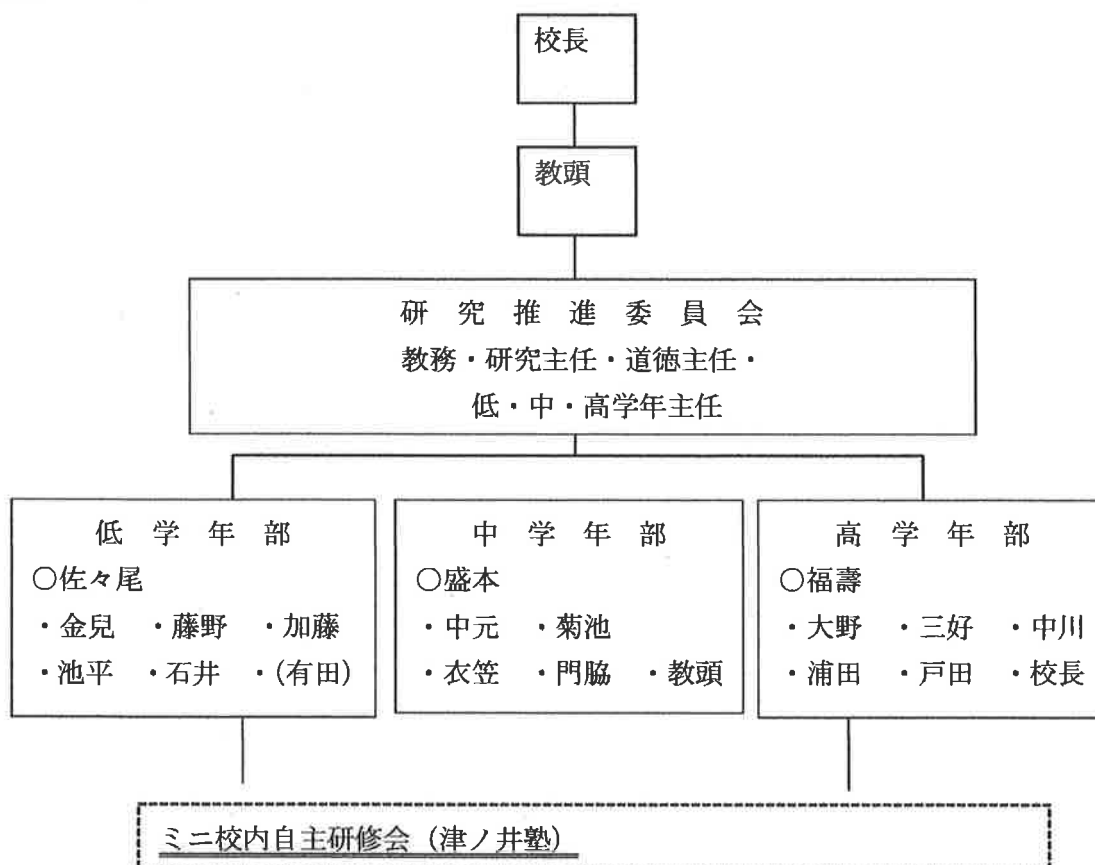 校長
教頭
研究推進委員会
教務・研究主任・道徳主任・
低・中・高学年主任
低学年部
○佐々尾
・金兒 ・藤野 ・加藤
・池平 ・石井 ・(有田)
中学年部
○盛本
・中元 ・菊池
・衣笠 ・門脇 ・教頭
高学年部
○福壽
・大野 ・三好 ・中川
・浦田 ・戸田 ・校長
ミニ校内自主研修会（津ノ井塾）